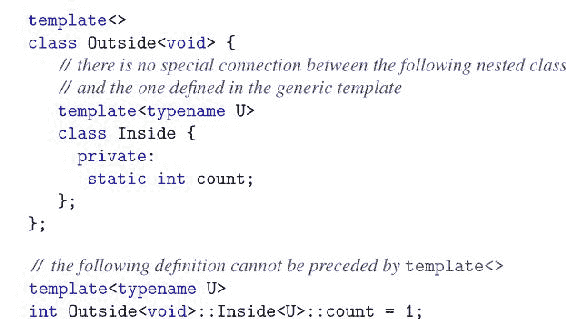 template<>
class Outside<void> {
// there is no special connection between the following nested class
// and the one defined in the generic template
template<typename U>
class Inside {
private:
static int count;
};
};
// the following definition cannot be preceded by template<>
template<typename U>
int Outside<void>::Inside<U>::count = 1;